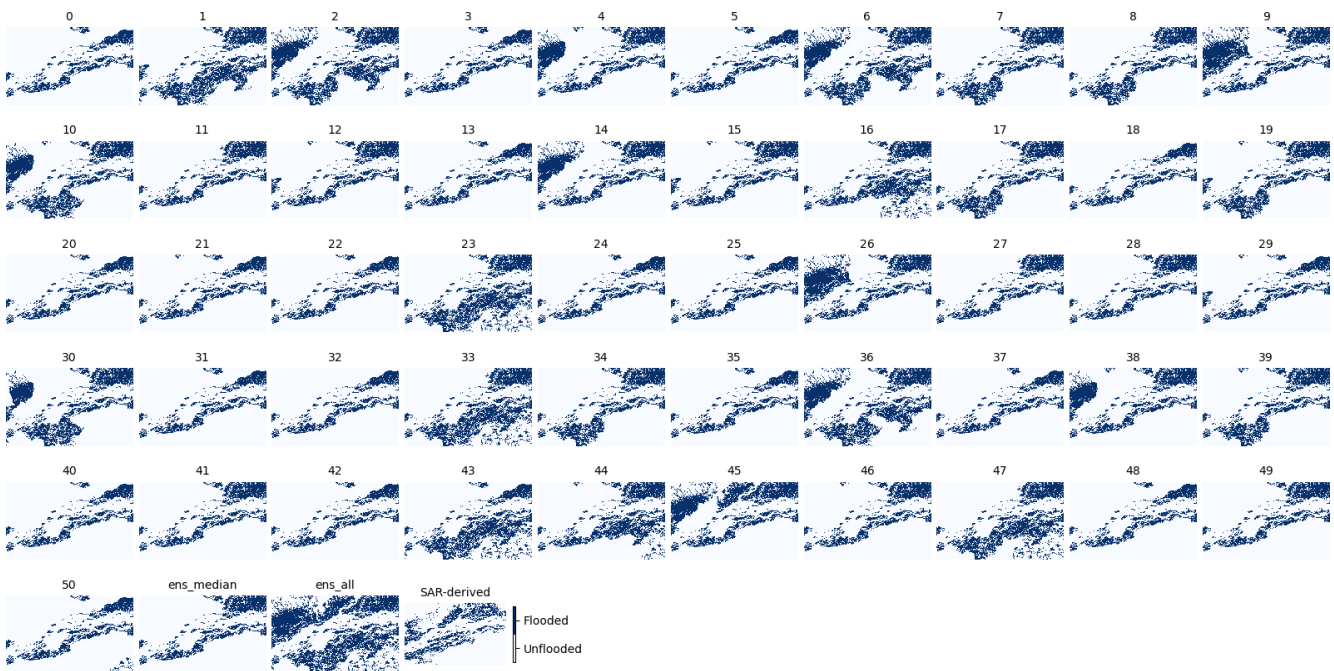 0 1 2 3 4 5 6 7 8 9
10 11 12 13 14 15 16 17 18 19
20 21 22 23 24 25 26 27 28 29
30 31 32 33 34 35 36 37 38 39
40 41 42 43 44 45 46 47 48 49
50 ens_median ens_all SAR-derived
Flooded
Unflooded